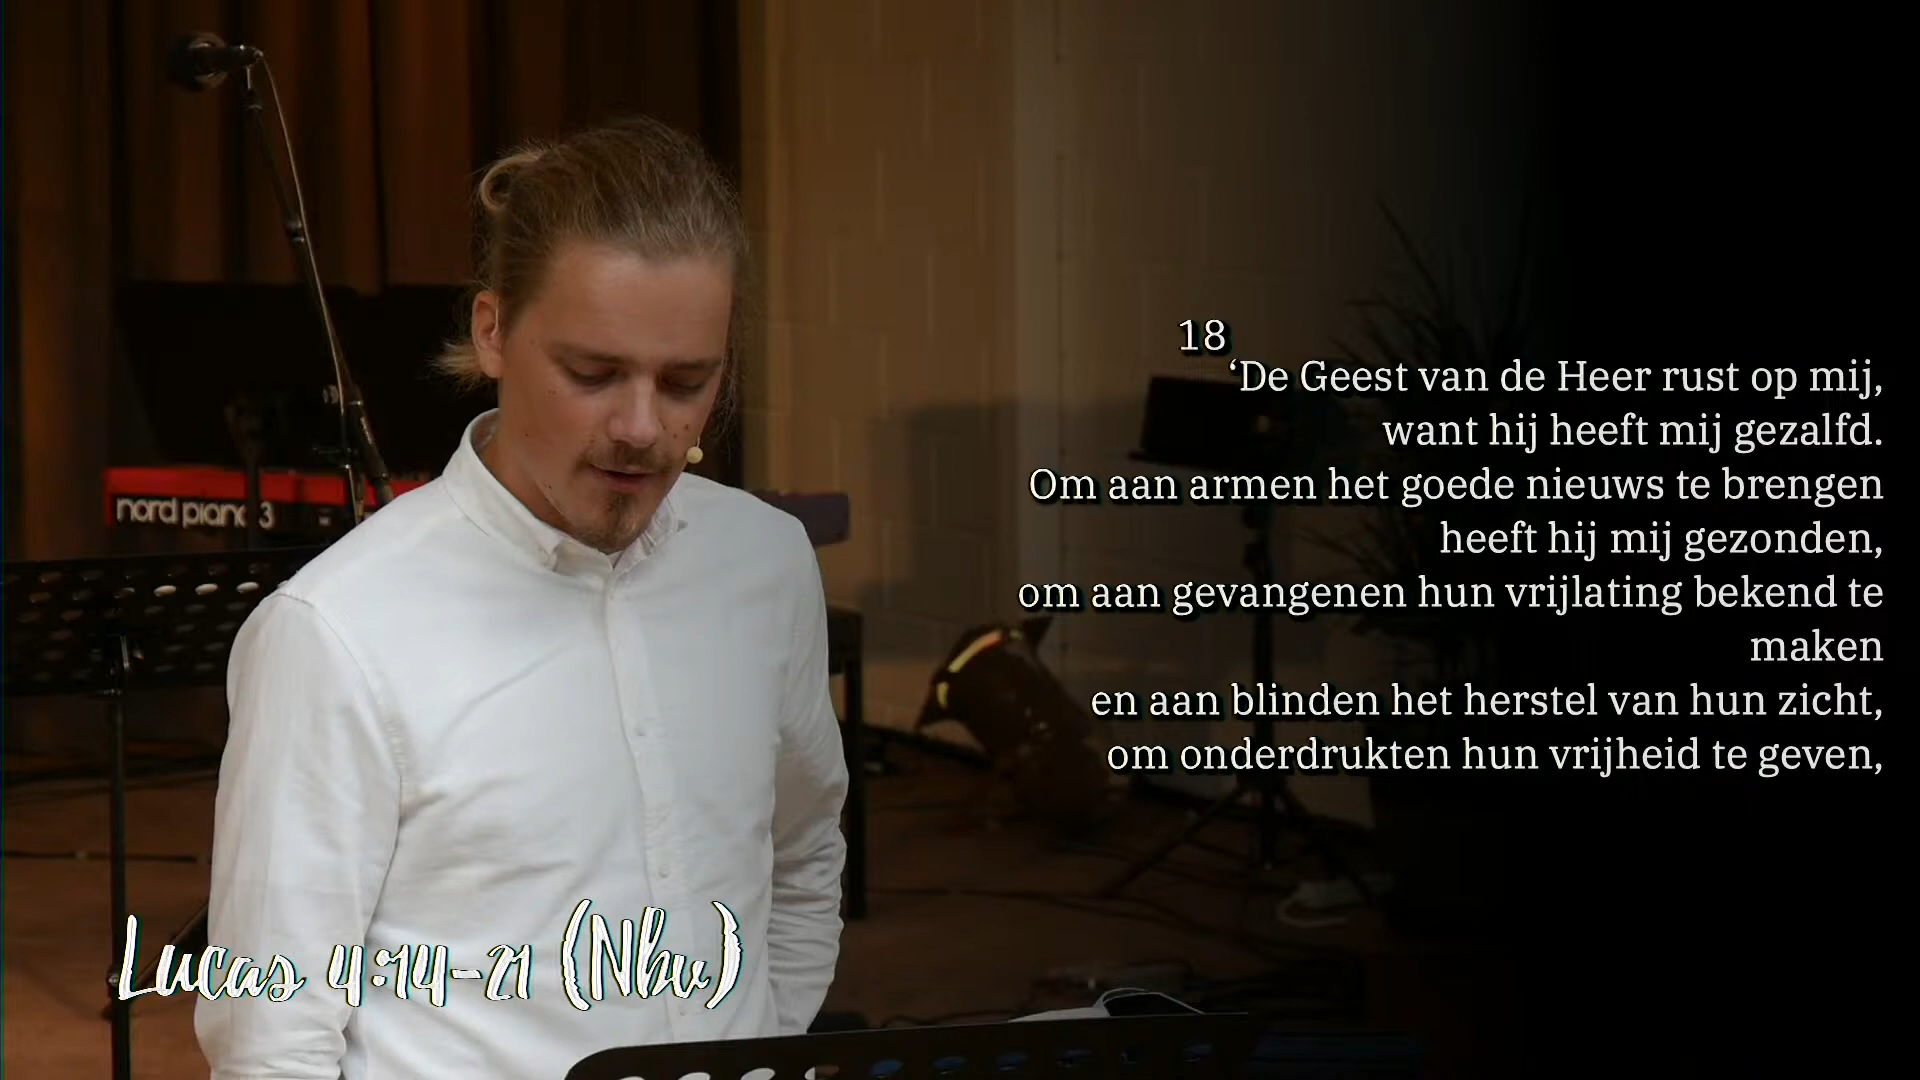 18
‘De Geest van de Heer rust op mij,
want hij heeft mij gezalfd.
Om aan armen het goede nieuws te brengen
heeft hij mij gezonden,
om aan gevangenen hun vrijlating bekend te
maken
en aan blinden het herstel van hun zicht,
om onderdrukten hun vrijheid te geven,
nord piano 3
Lucas 4:14-21 (Nbv)